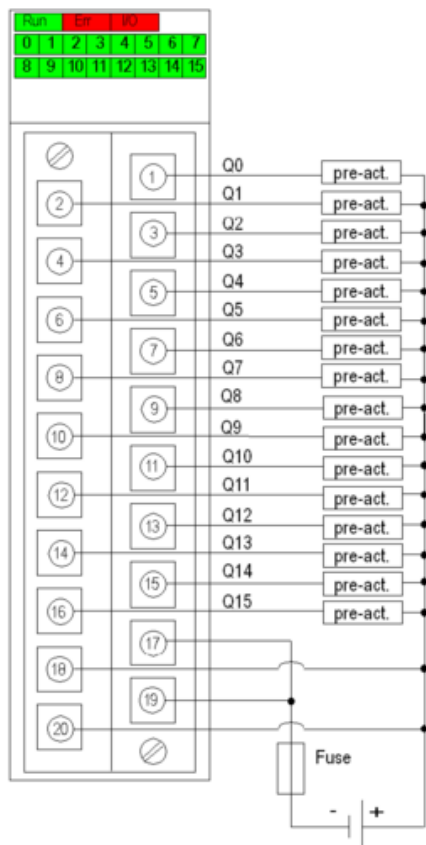 Run Err I/O
0 1 2 3 4 5 6 7
8 9 10 11 12 13 14 15
1 Q0 pre-act.
2 Q1 pre-act.
3 Q2 pre-act.
4 Q3 pre-act.
5 Q4 pre-act.
6 Q5 pre-act.
7 Q6 pre-act.
8 Q7 pre-act.
9 Q8 pre-act.
10 Q9 pre-act.
11 Q10 pre-act.
12 Q11 pre-act.
13 Q12 pre-act.
14 Q13 pre-act.
15 Q14 pre-act.
16 Q15 pre-act.
17
18
19
20
Fuse
- +